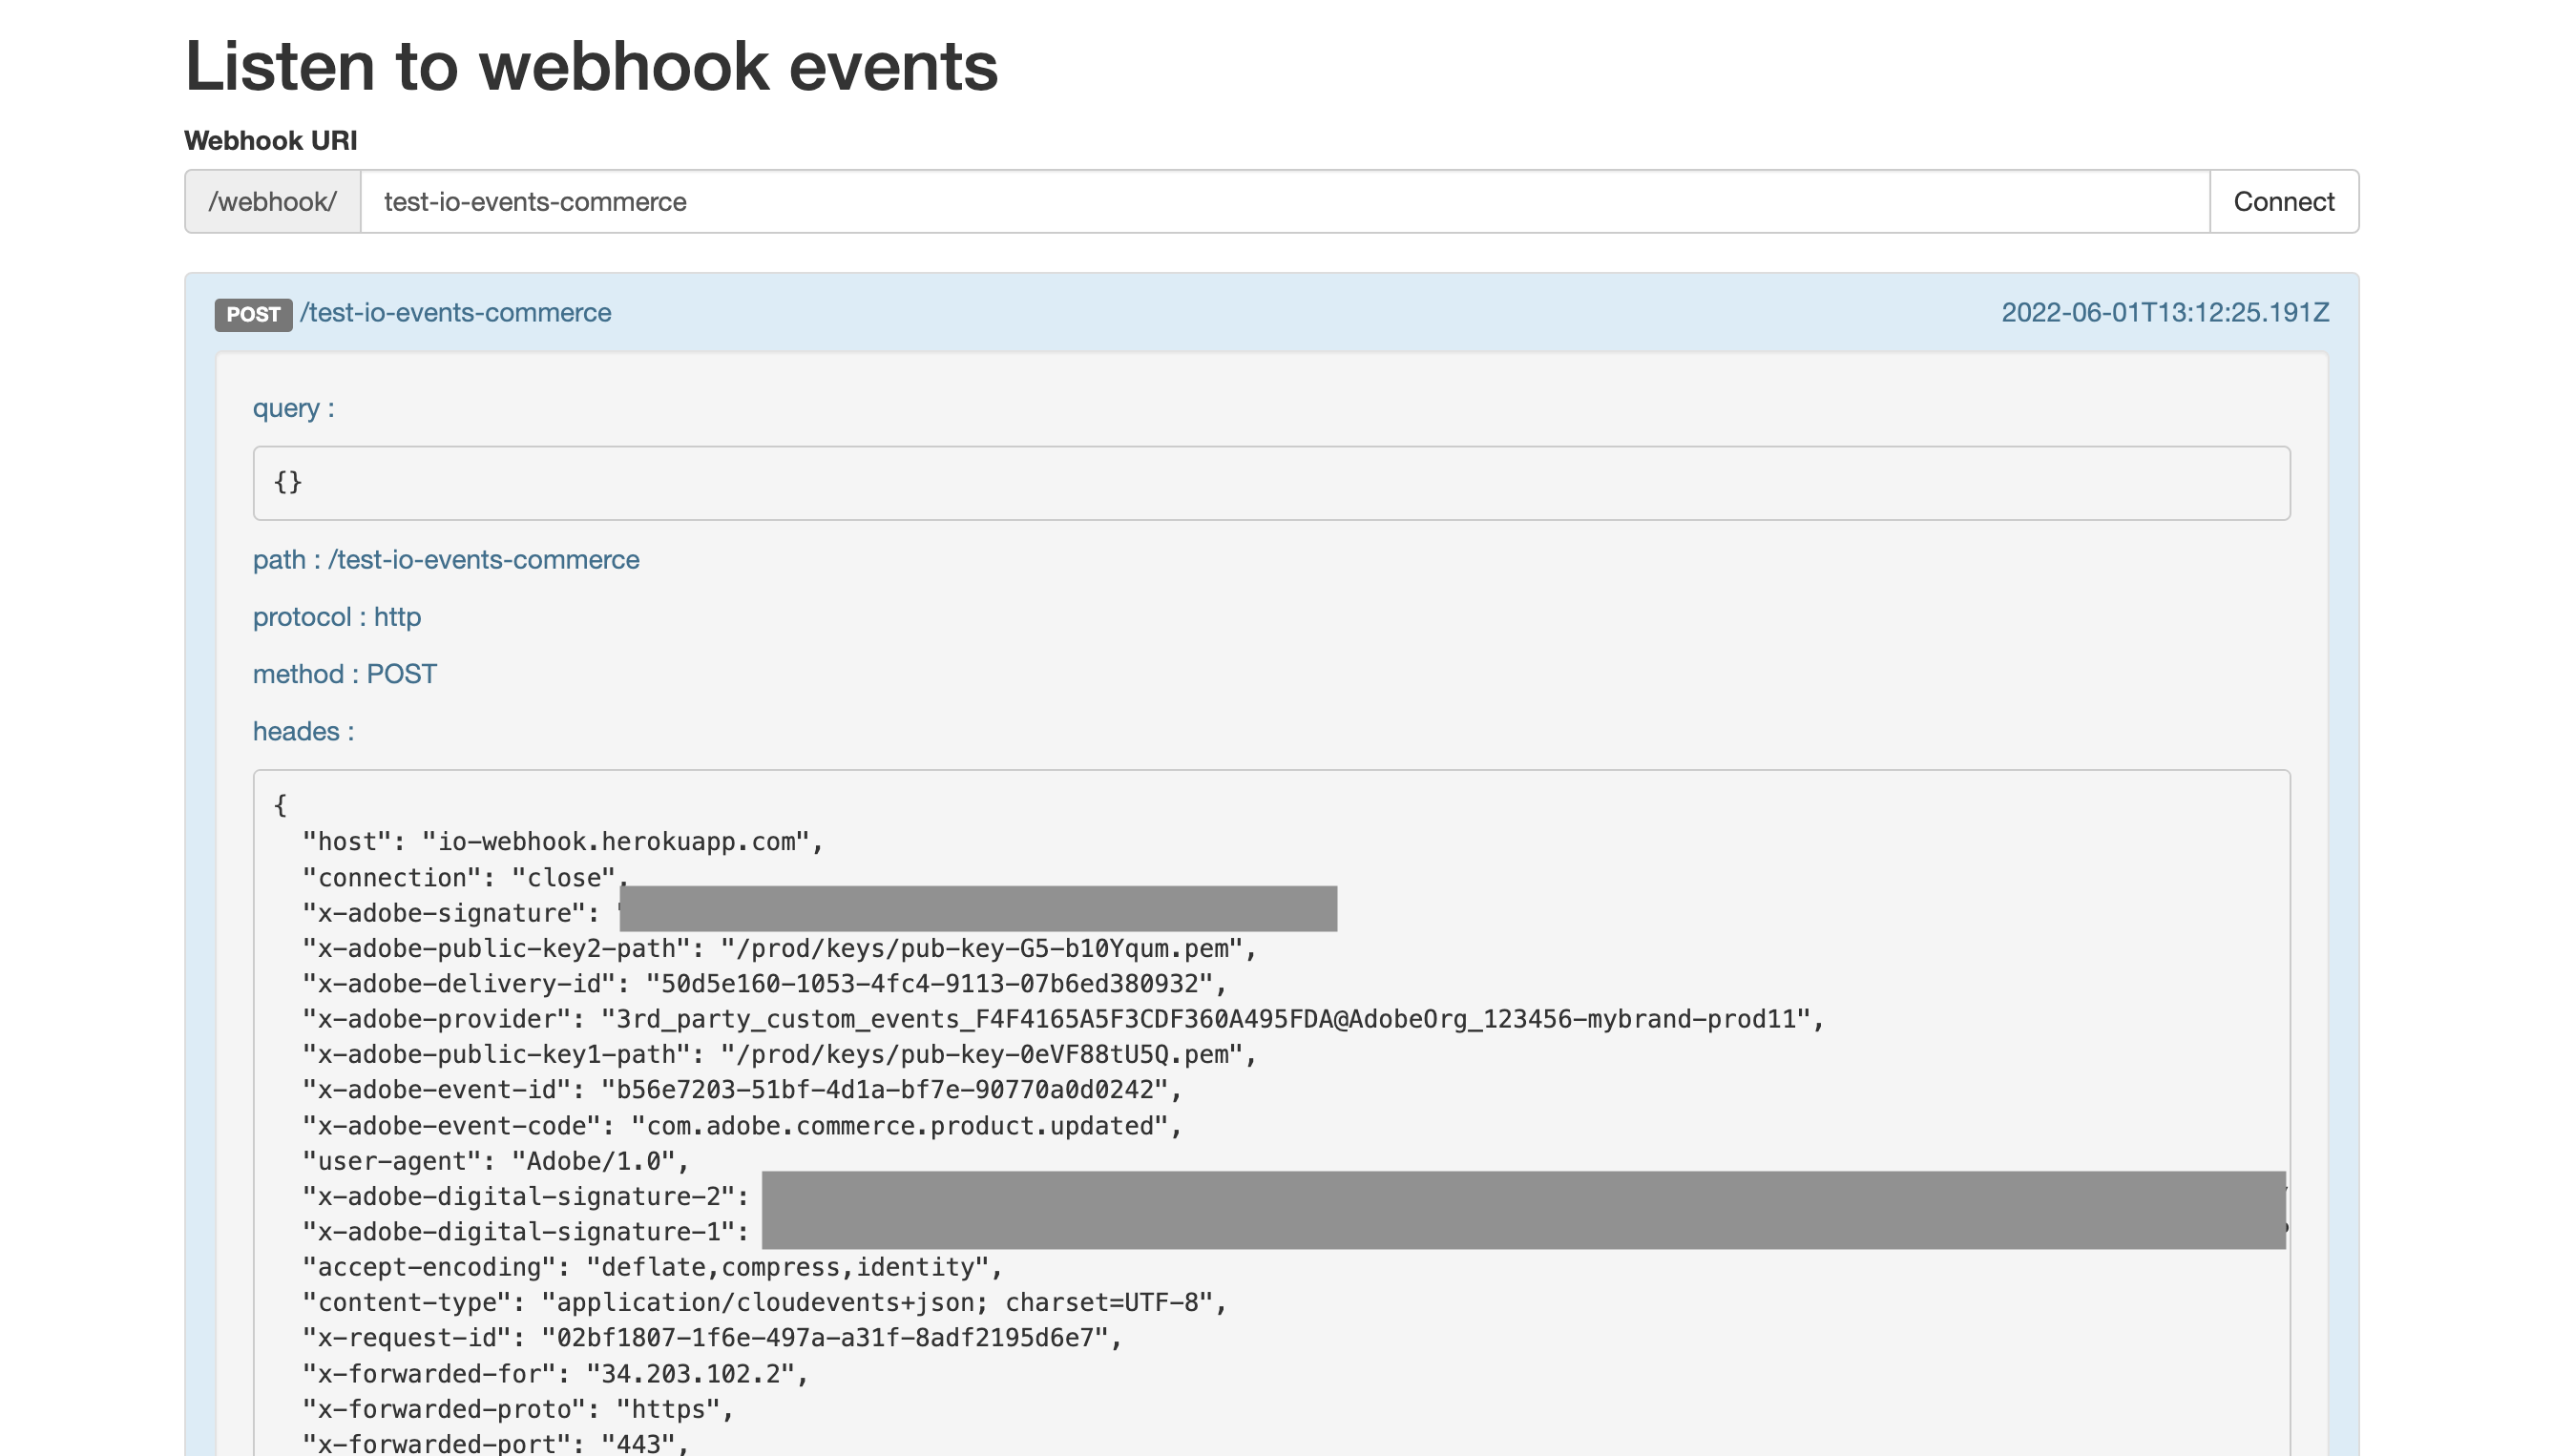 Listen to webhook events
Webhook URI
/webhook/ test-io-events-commerce Connect
POST /test-io-events-commerce 2022-06-01T13:12:25.191Z
query :
{}
path : /test-io-events-commerce
protocol : http
method : POST
heades :
{
"host": "io-webhook.herokuapp.com",
"connection": "close",
"x-adobe-signature": "
"x-adobe-public-key2-path": "/prod/keys/pub-key-G5-b10Yqum.pem",
"x-adobe-delivery-id": "50d5e160-1053-4fc4-9113-07b6ed380932",
"x-adobe-provider": "3rd_party_custom_events_F4F4165A5F3CDF360A495FDA@AdobeOrg_123456-mybrand-prod11",
"x-adobe-public-key1-path": "/prod/keys/pub-key-0eVF88tU5Q.pem",
"x-adobe-event-id": "b56e7203-51bf-4d1a-bf7e-90770a0d0242",
"x-adobe-event-code": "com.adobe.commerce.product.updated",
"user-agent": "Adobe/1.0",
"x-adobe-digital-signature-2":
"x-adobe-digital-signature-1":
"accept-encoding": "deflate,compress,identity",
"content-type": "application/cloudevents+json; charset=UTF-8",
"x-request-id": "02bf1807-1f6e-497a-a31f-8adf2195d6e7",
"x-forwarded-for": "34.203.102.2",
"x-forwarded-proto": "https",
"x-forwarded-port": "443",